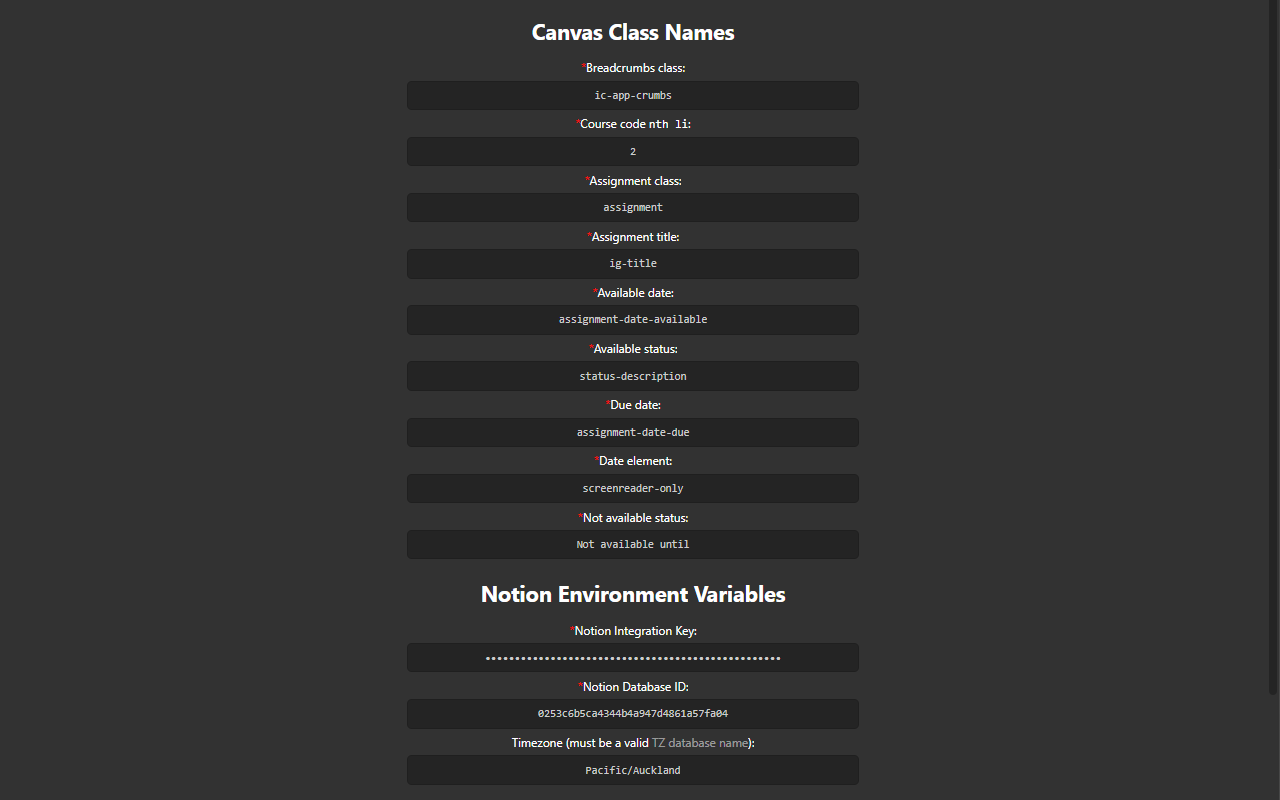 Canvas Class Names
*Breadcrumbs class:
ic-app-crumbs
*Course code nth li:
2
*Assignment class:
assignment
*Assignment title:
ig-title
*Available date:
assignment-date-available
*Available status:
status-description
*Due date:
assignment-date-due
*Date element:
screenreader-only
*Not available status:
Not available until
Notion Environment Variables
*Notion Integration Key:
••••••••••••••••••••••••••••••••••••••••••••••••••
*Notion Database ID:
0253c6b5ca4344b4a947d4861a57fa04
Timezone (must be a valid TZ database name):
Pacific/Auckland